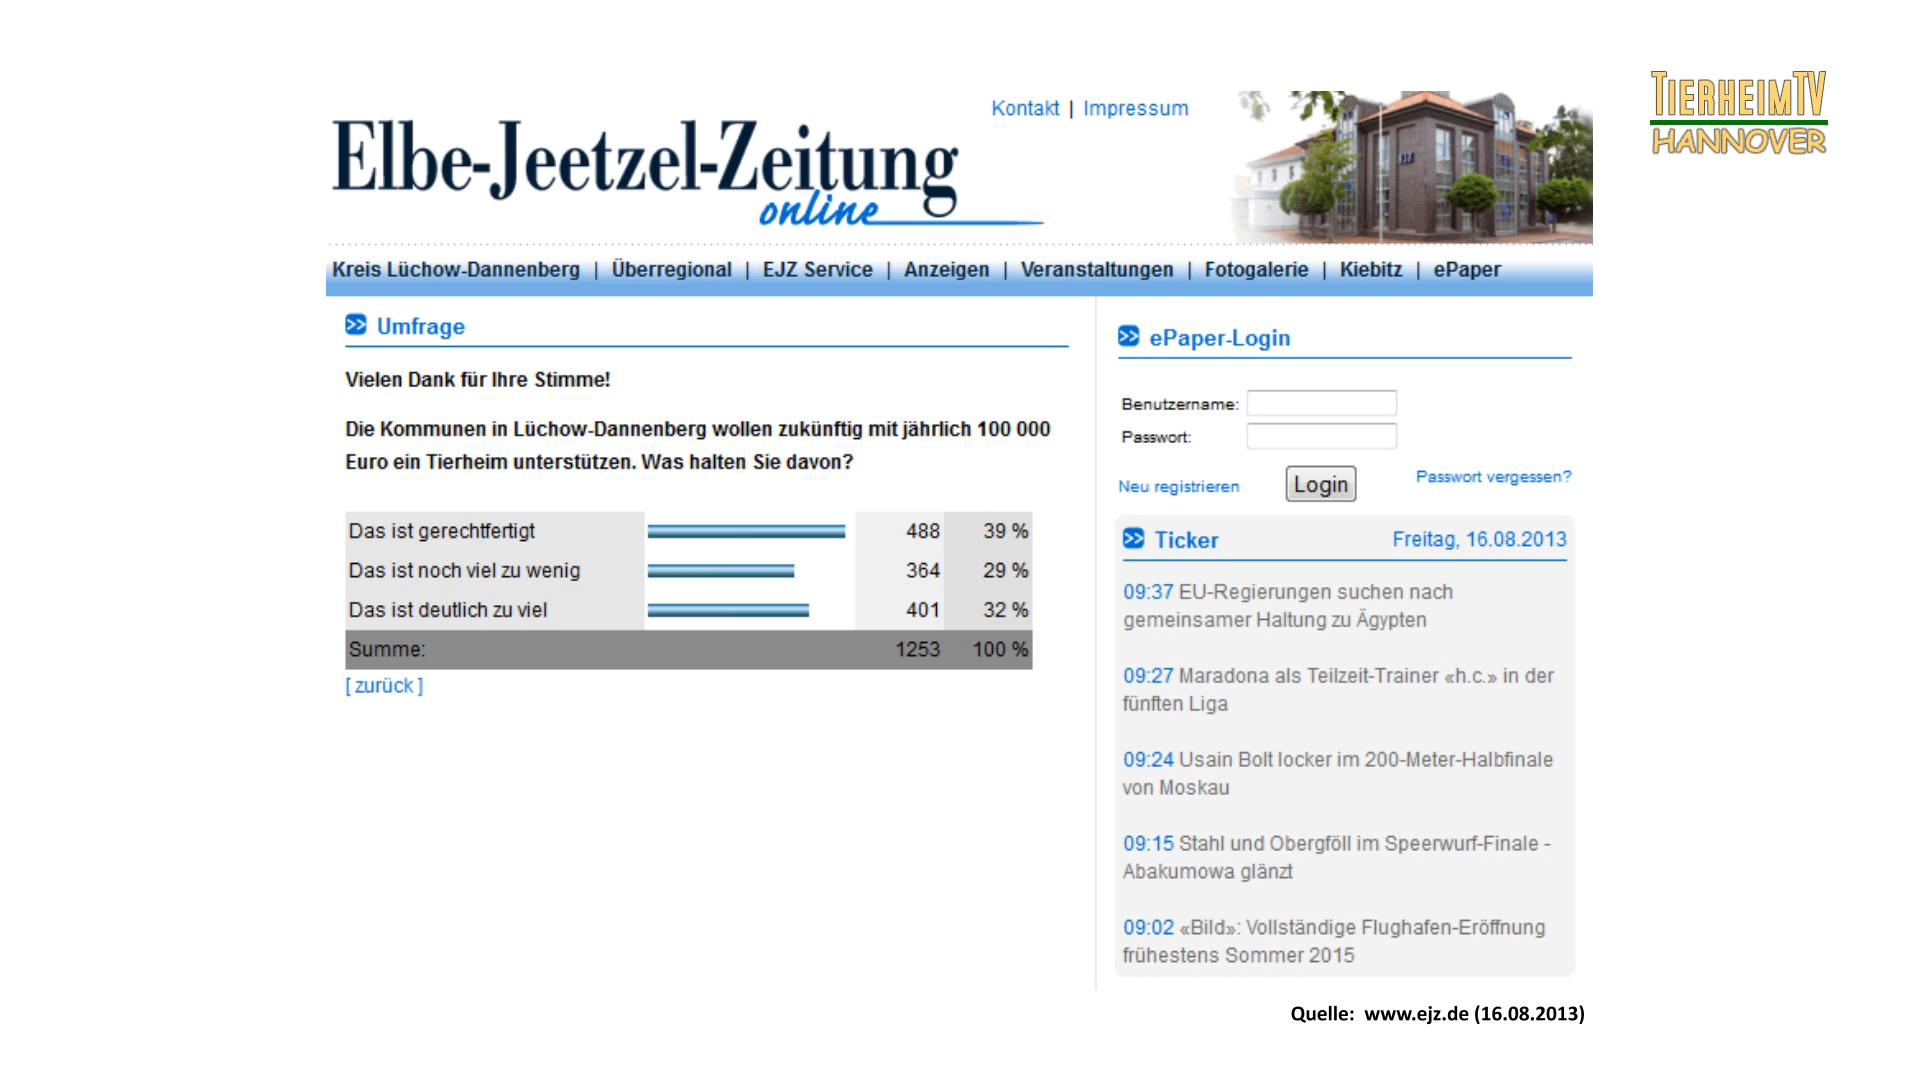 TIERHEIMTV
HANNOVER
Kontakt | Impressum
Elbe-Jeetzel-Zeitung
online
EJZ
Kreis Lüchow-Dannenberg | Überregional | EJZ Service | Anzeigen | Veranstaltungen | Fotogalerie | Kiebitz | ePaper
Umfrage
Vielen Dank für Ihre Stimme!
Die Kommunen in Lüchow-Dannenberg wollen zukünftig mit jährlich 100 000
Euro ein Tierheim unterstützen. Was halten Sie davon?
Das ist gerechtfertigt 488 39 %
Das ist noch viel zu wenig 364 29 %
Das ist deutlich zu viel 401 32 %
Summe: 1253 100 %
[ zurück ]
ePaper-Login
Benutzername:
Passwort:
Neu registrieren Login Passwort vergessen?
Ticker Freitag, 16.08.2013
09:37 EU-Regierungen suchen nach
gemeinsamer Haltung zu Ägypten
09:27 Maradona als Teilzeit-Trainer «h.c.» in der
fünften Liga
09:24 Usain Bolt locker im 200-Meter-Halbfinale
von Moskau
09:15 Stahl und Obergföll im Speerwurf-Finale -
Abakumowa glänzt
09:02 «Bild»: Vollständige Flughafen-Eröffnung
frühestens Sommer 2015
Quelle: www.ejz.de (16.08.2013)